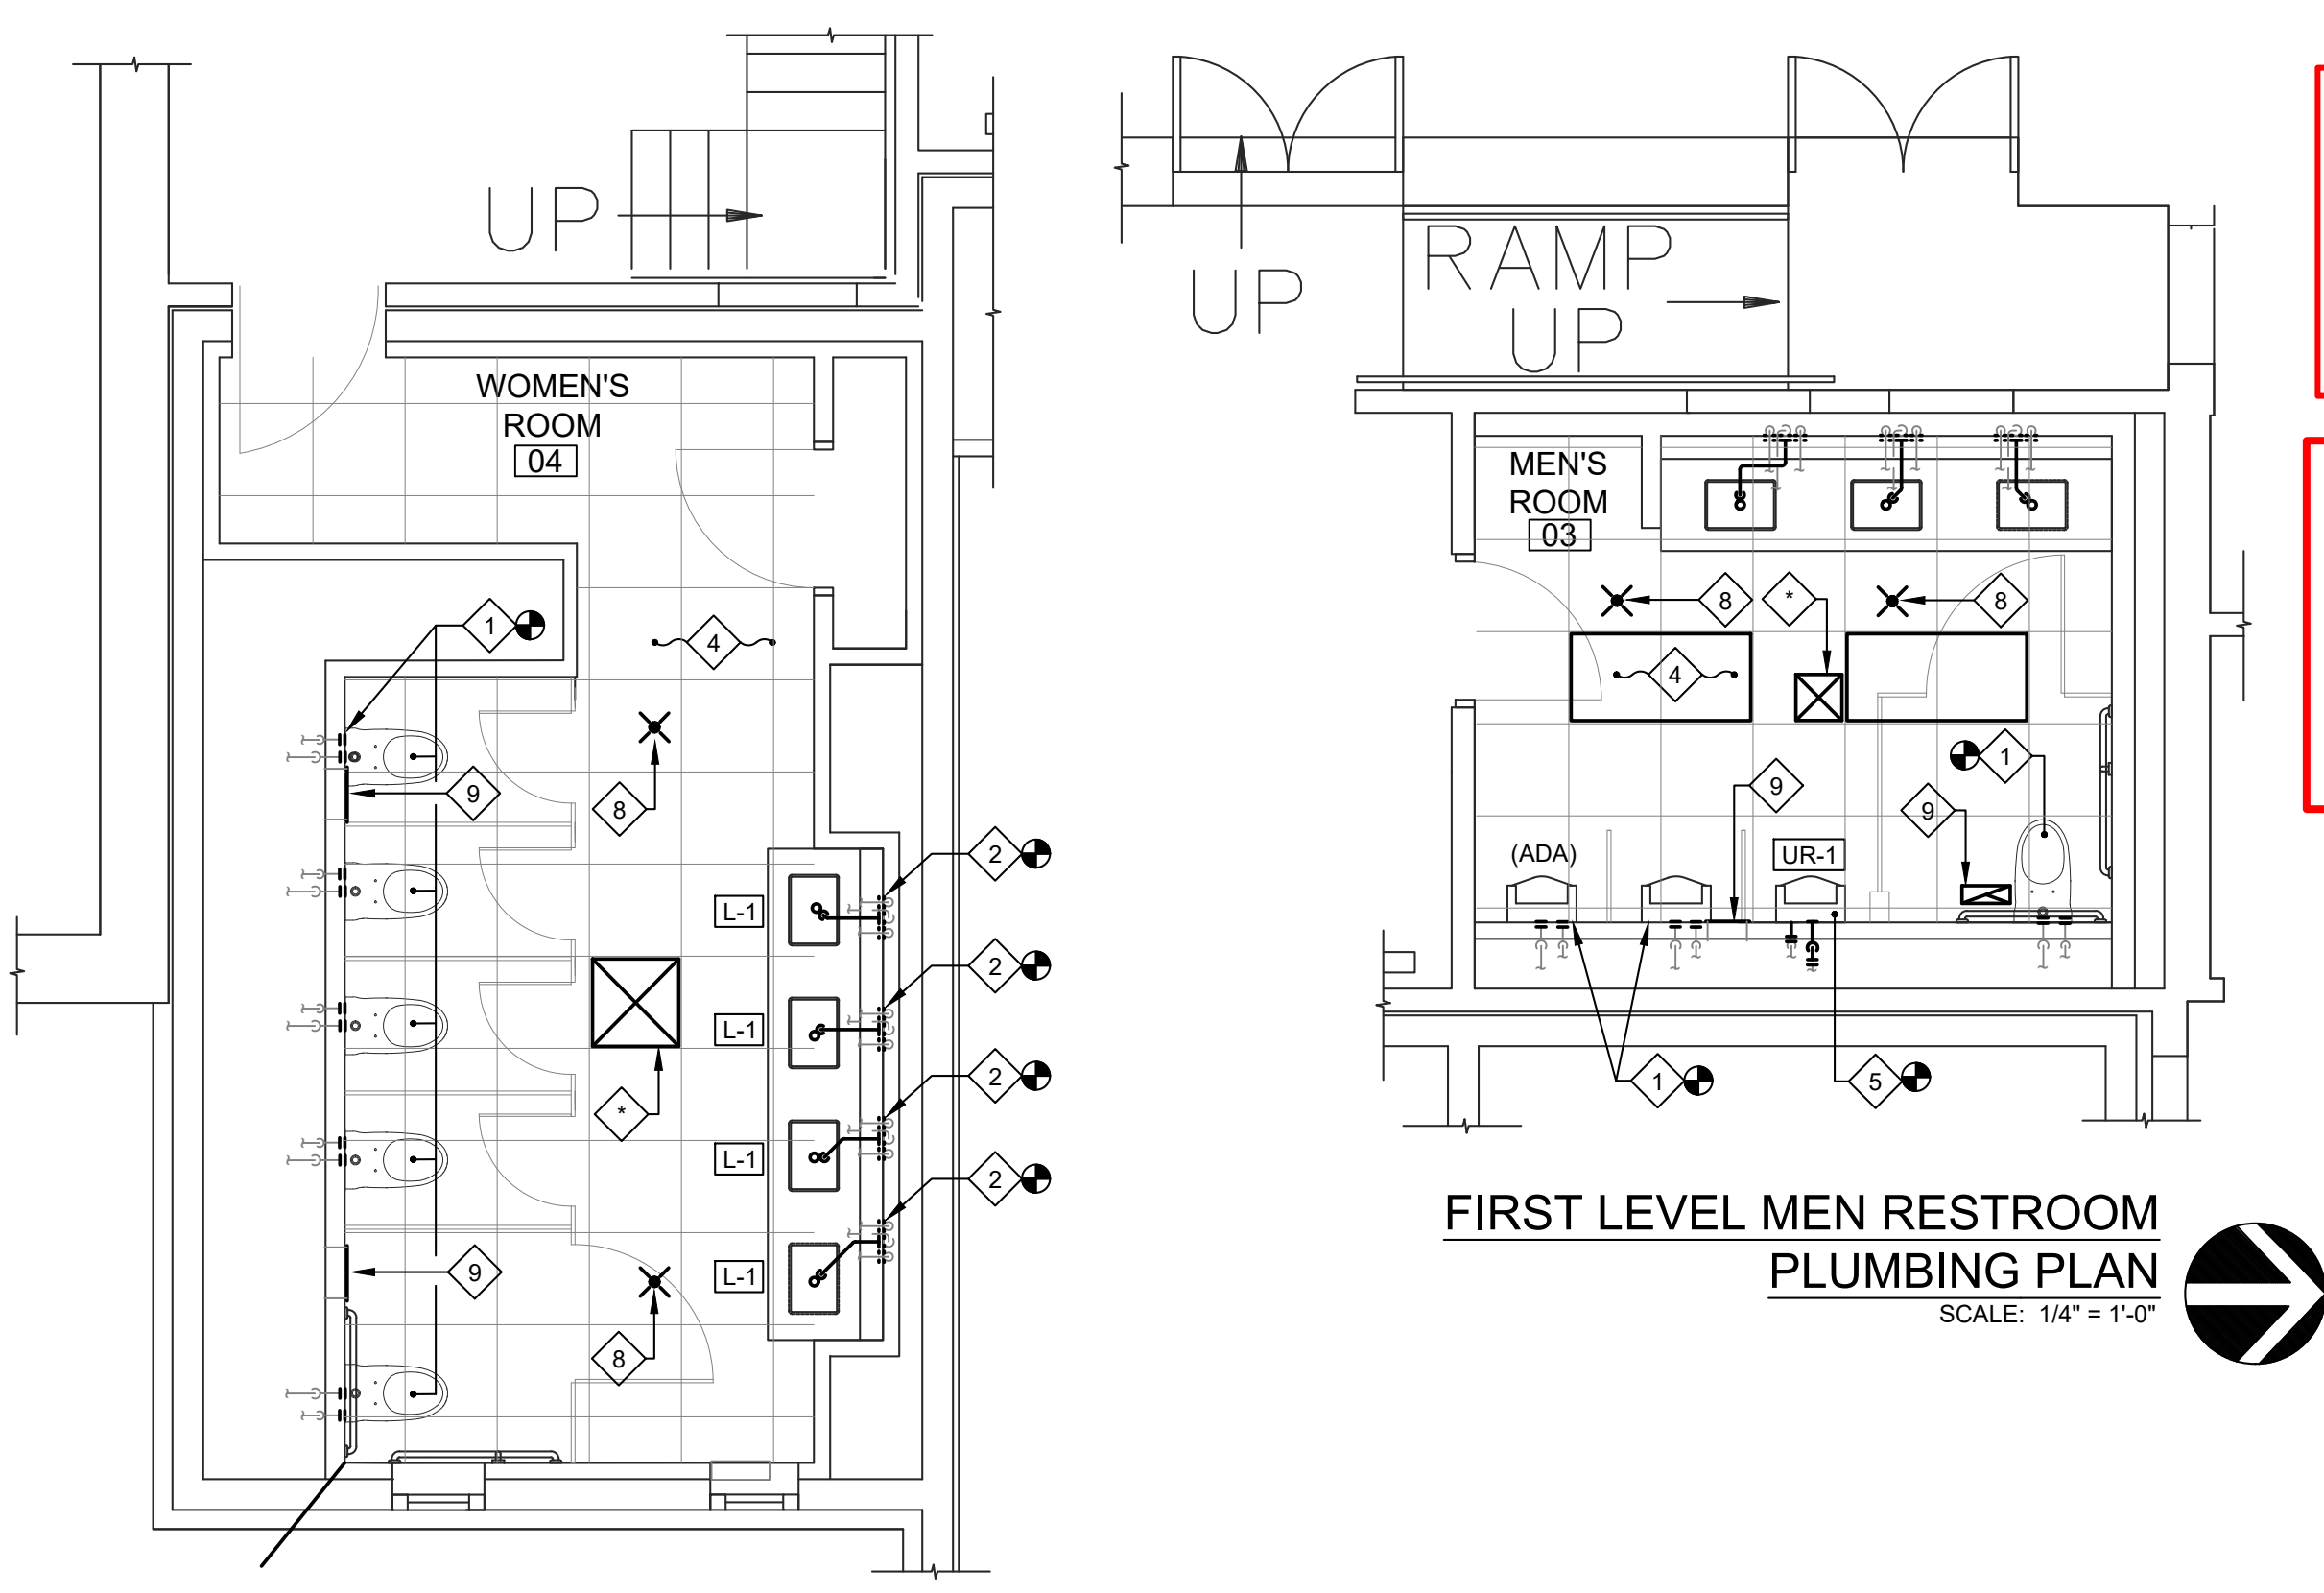 UP
WOMEN'S
ROOM
04
1
4
9
8
2
L-1
2
L-1
2
*
L-1
2
L-1
9
8
UP
RAMP
UP
MEN'S
ROOM
03
8
*
8
4
1
9
9
(ADA)
UR-1
1
5
FIRST LEVEL MEN RESTROOM
PLUMBING PLAN
SCALE: 1/4" = 1'-0"